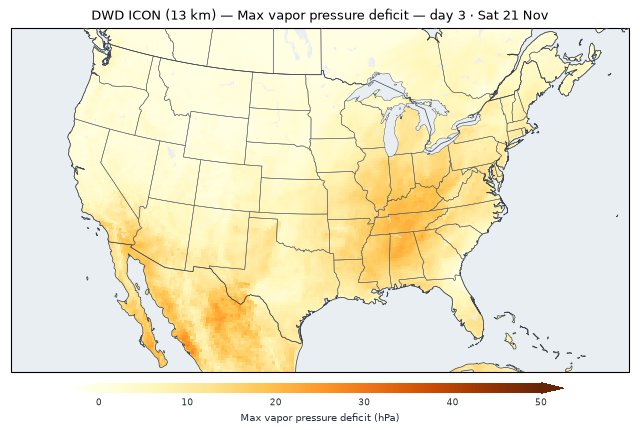 DWD ICON (13 km) — Max vapor pressure deficit — day 3 · Sat 21 Nov
0 10 20 30 40 50
Max vapor pressure deficit (hPa)